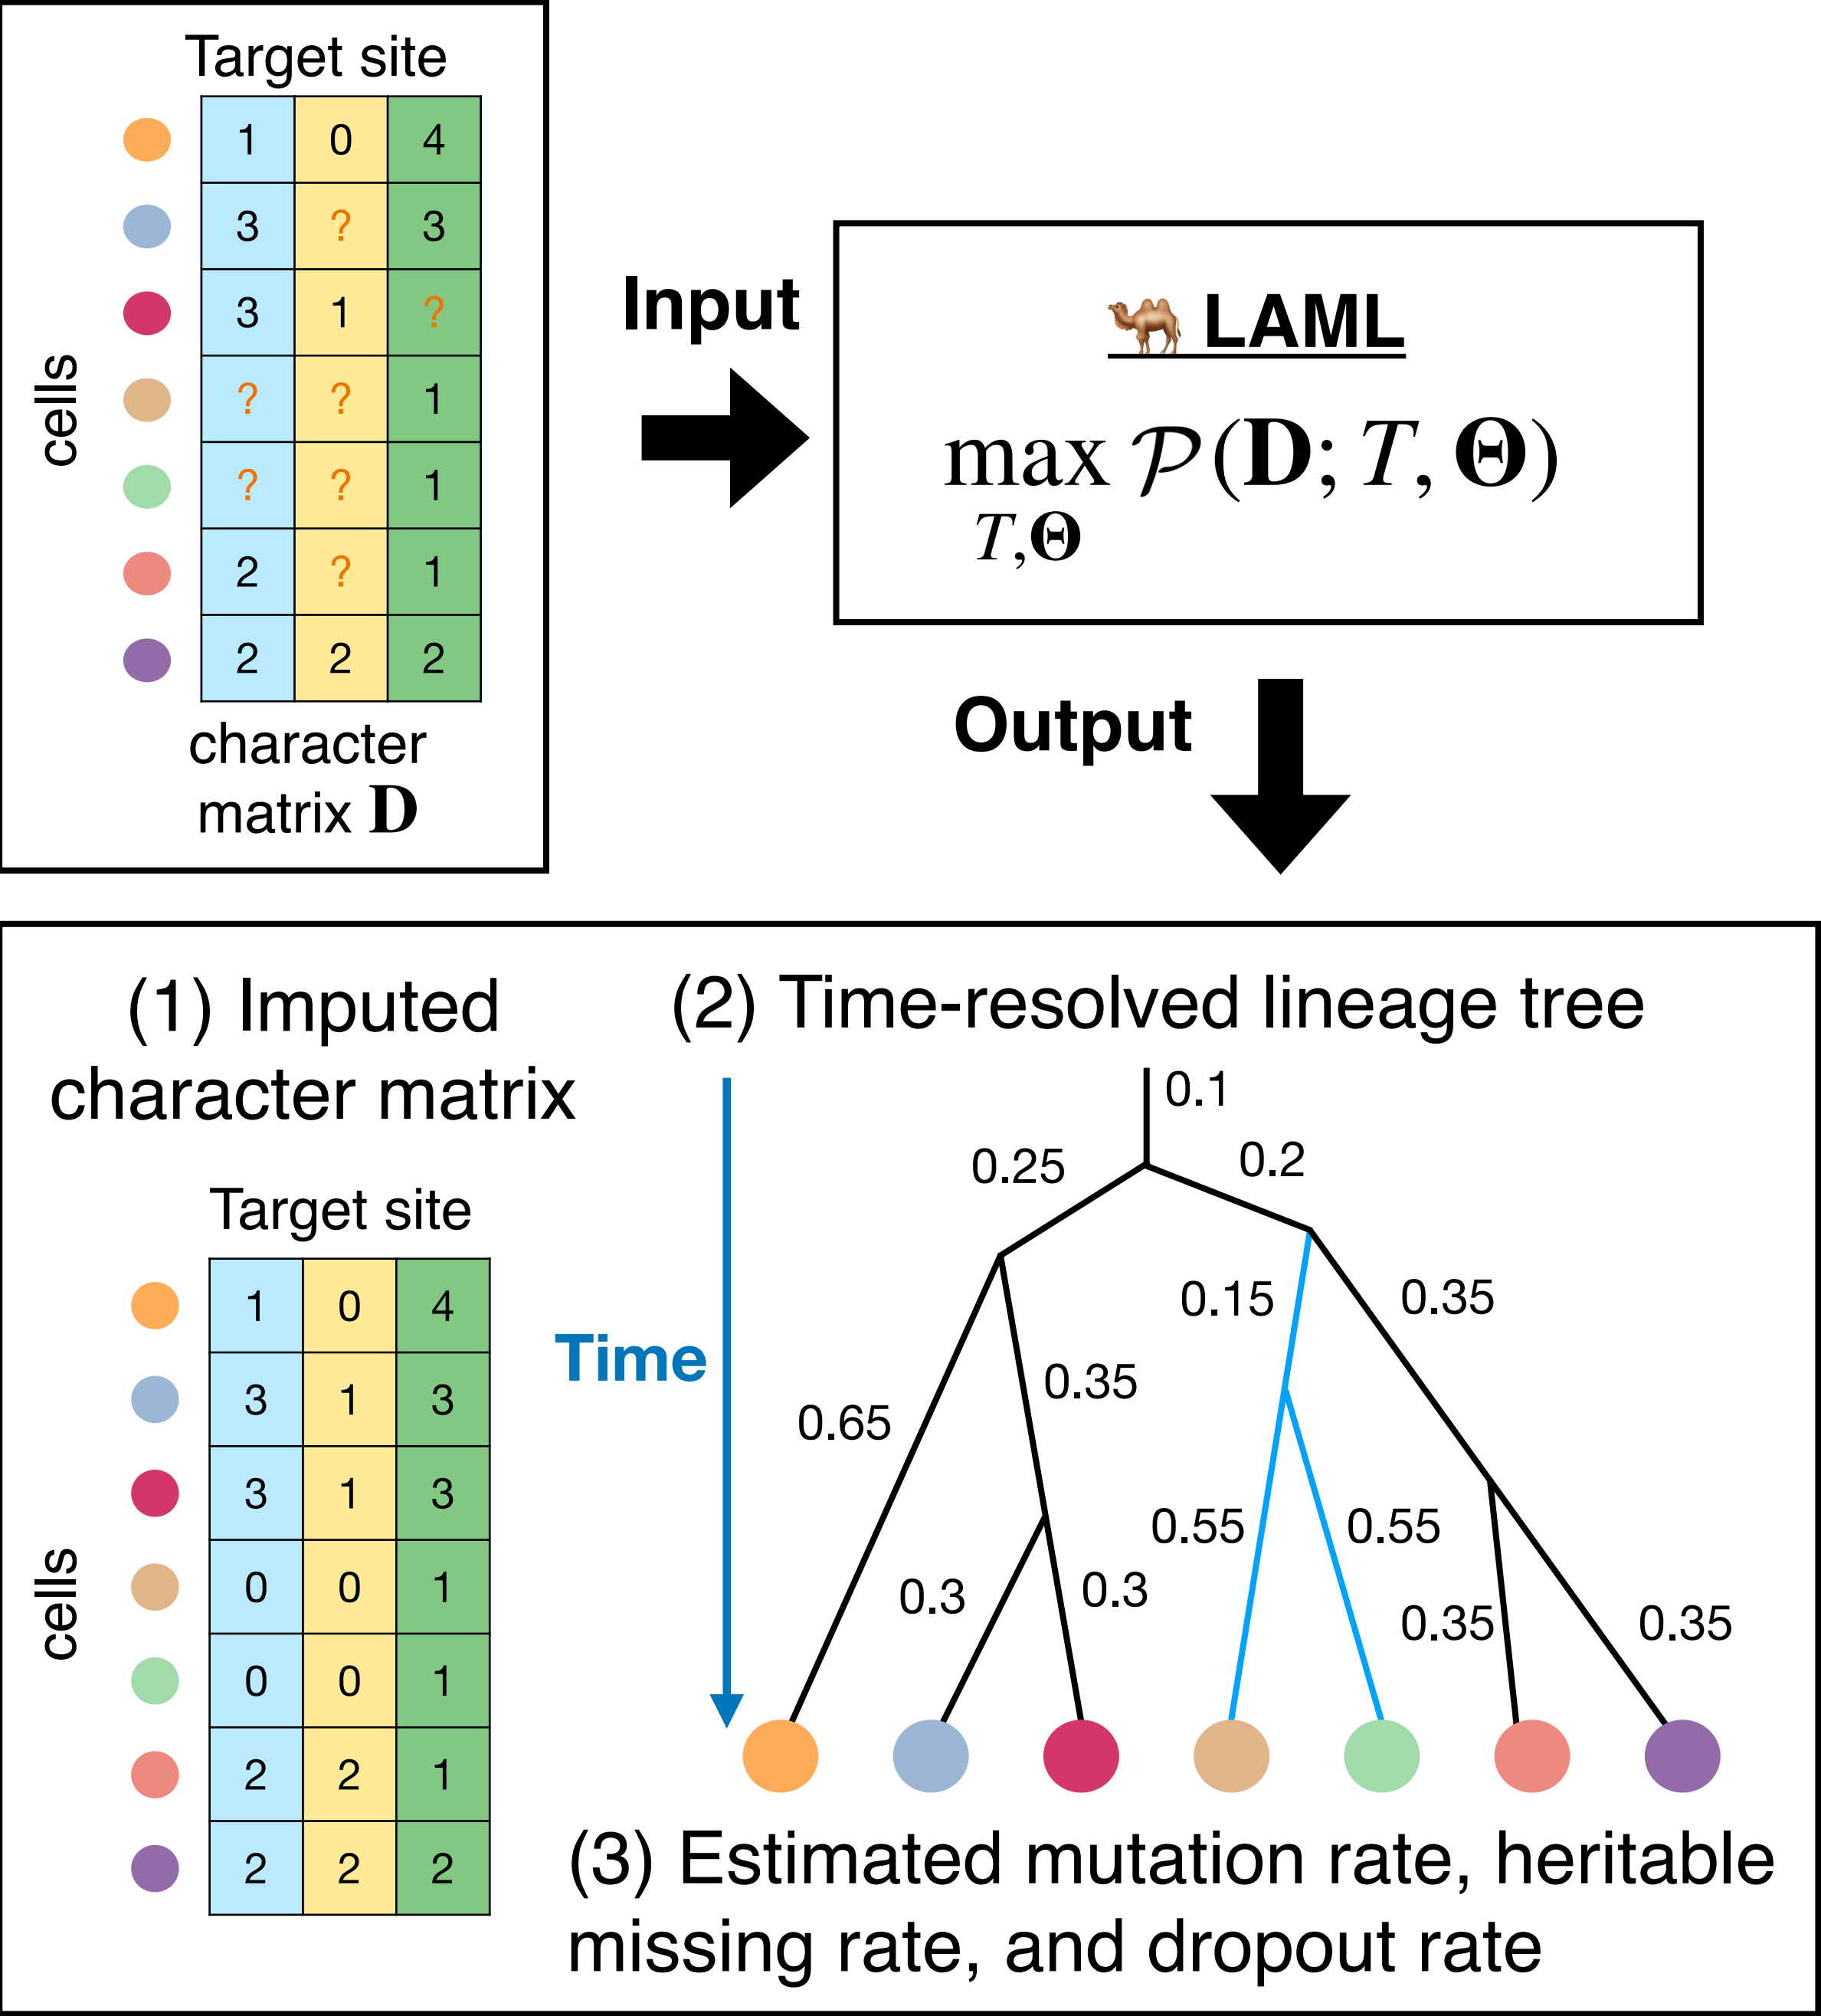 Target site
1 0 4
3 ? 3
3 1 ?
? ? 1
? ? 1
2 ? 1
2 2 2
cells
character
matrix D
Input
LAML
max 𝒫(D; T, Θ)
T,Θ
Output
(1) Imputed
character matrix
Target site
1 0 4
3 1 3
3 1 3
0 0 1
0 0 1
2 2 1
2 2 2
cells
(2) Time-resolved lineage tree
Time
0.1
0.25
0.2
0.15
0.35
0.35
0.65
0.55
0.55
0.3
0.3
0.35
0.35
(3) Estimated mutation rate, heritable
missing rate, and dropout rate